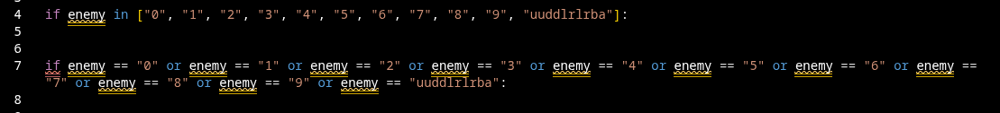 4 if enemy in ["0", "1", "2", "3", "4", "5", "6", "7", "8", "9", "uuddlrlrba"]:
5
6
7 if enemy == "0" or enemy == "1" or enemy == "2" or enemy == "3" or enemy == "4" or enemy == "5" or enemy == "6" or enemy ==
"7" or enemy == "8" or enemy == "9" or enemy == "uuddlrlrba":
8